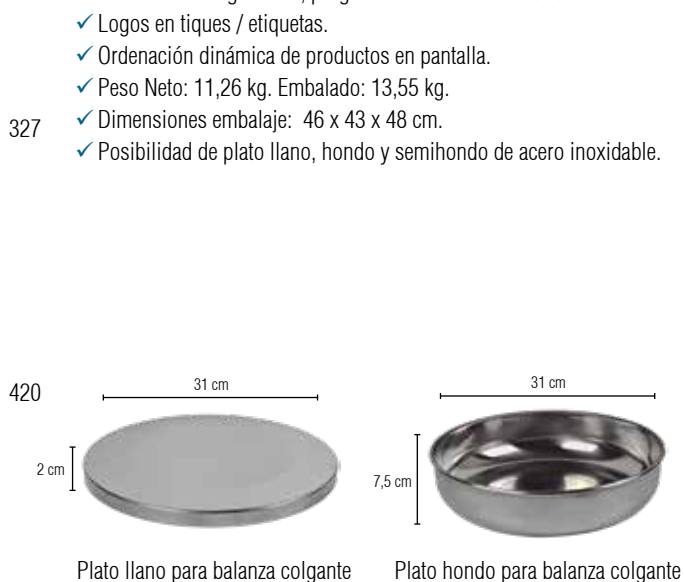 ✓ Logos en tiques / etiquetas.
✓ Ordenación dinámica de productos en pantalla.
✓ Peso Neto: 11,26 kg. Embalado: 13,55 kg.
327
✓ Dimensiones embalaje: 46 x 43 x 48 cm.
✓ Posibilidad de plato llano, hondo y semihondo de acero inoxidable.
420
31 cm
31 cm
2 cm
7,5 cm
Plato llano para balanza colgante
Plato hondo para balanza colgante